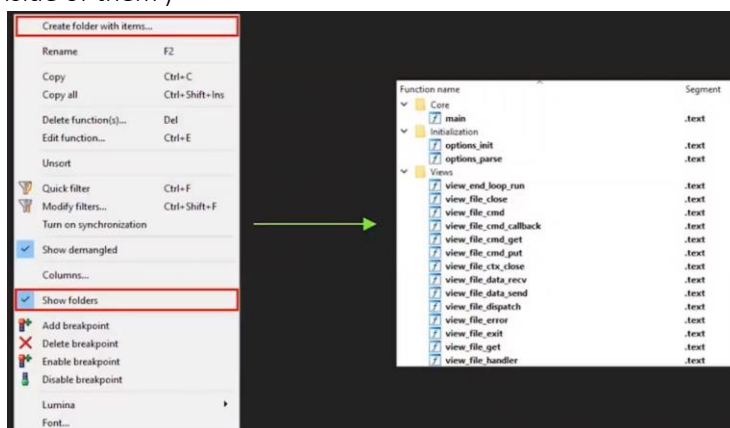 side of them )
Create folder with items...
Rename F2
Copy Ctrl+C
Copy all Ctrl+Shift+Ins
Delete function(s)... Del
Edit function... Ctrl+E
Unsort
Quick filter Ctrl+F
Modify filters... Ctrl+Shift+F
Turn on synchronization
Show demangled
Columns...
Show folders
Add breakpoint
Delete breakpoint
Enable breakpoint
Disable breakpoint
Lumina
Font...
Function name Segment
Core
f main .text
Initialization
f options_init .text
f options_parse .text
Views
f view_end_loop_run .text
f view_file_close .text
f view_file_cmd .text
f view_file_cmd_callback .text
f view_file_cmd_get .text
f view_file_cmd_put .text
f view_file_ctx_close .text
f view_file_data_recv .text
f view_file_data_send .text
f view_file_dispatch .text
f view_file_error .text
f view_file_exit .text
f view_file_get .text
f view_file_handler .text